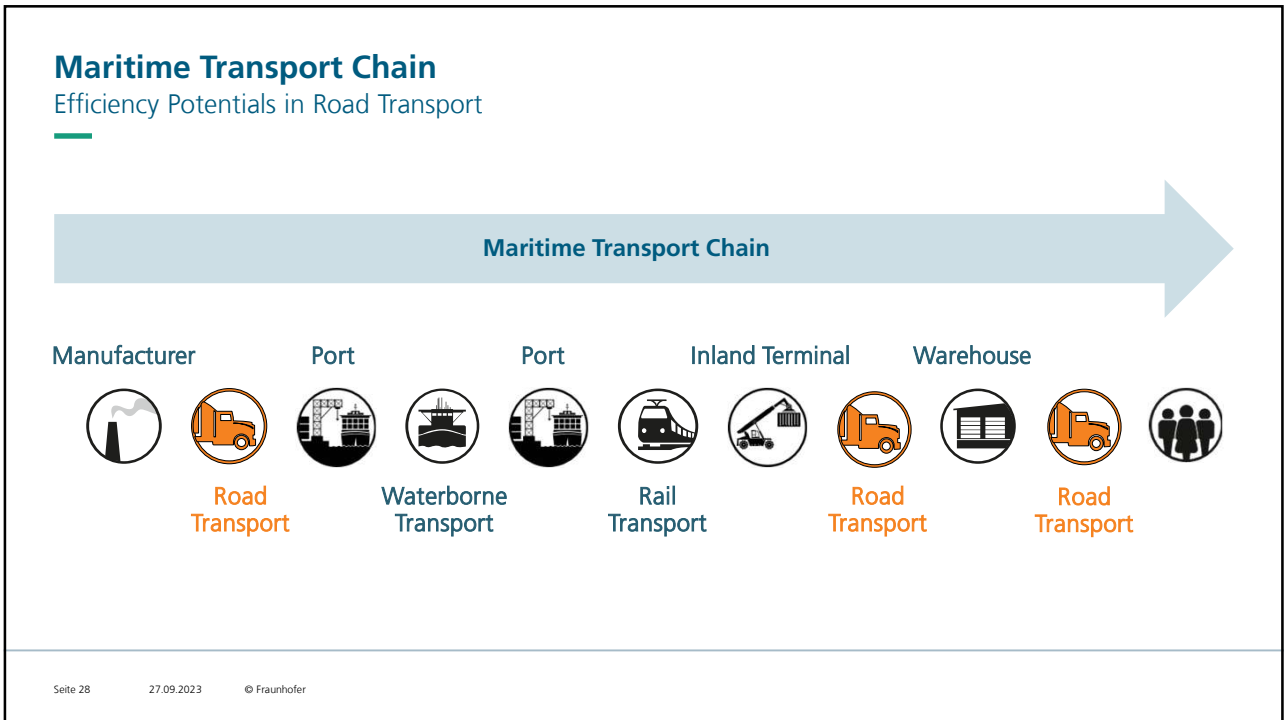 Maritime Transport Chain
Efficiency Potentials in Road Transport
Maritime Transport Chain
Manufacturer
Port
Port
Inland Terminal
Warehouse
Road
Transport
Waterborne
Transport
Rail
Transport
Road
Transport
Road
Transport
Seite 28
27.09.2023
© Fraunhofer